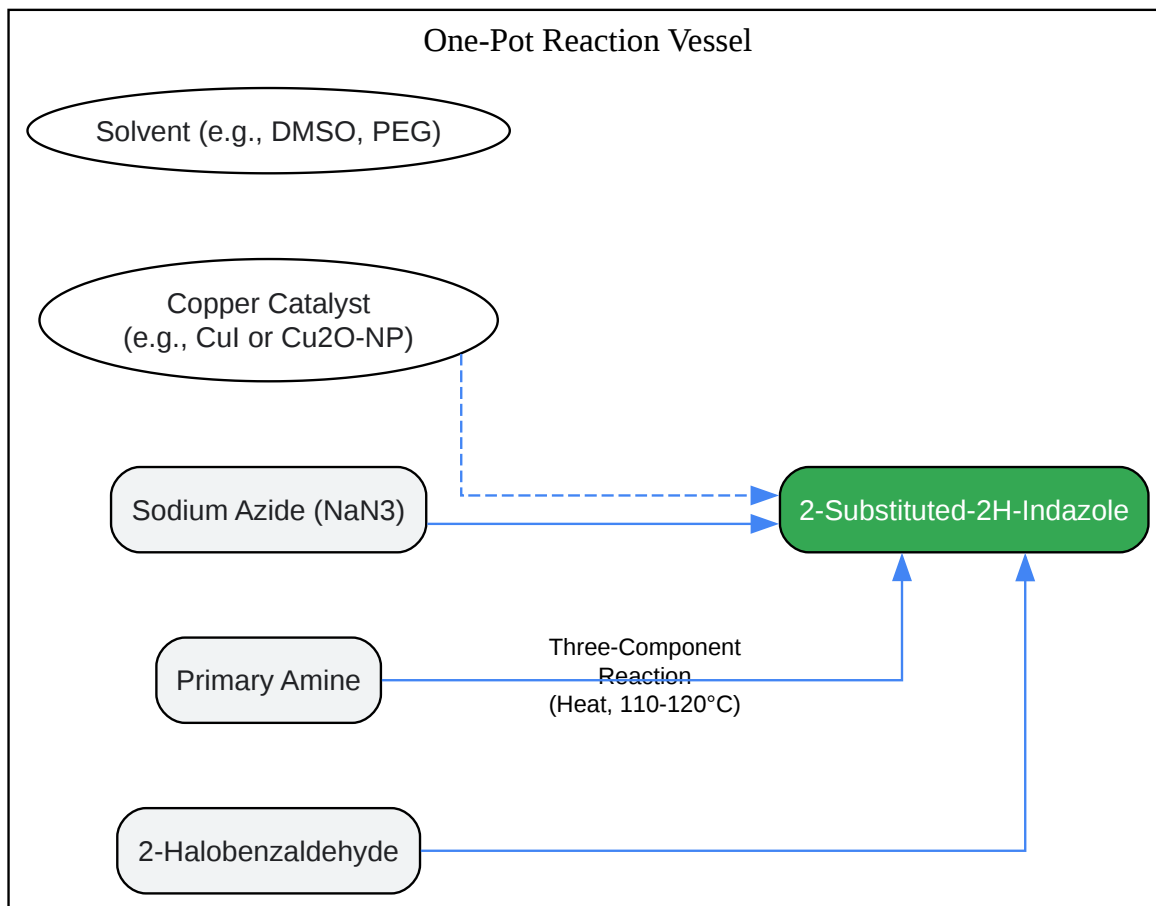 One-Pot Reaction Vessel
Solvent (e.g., DMSO, PEG)
Copper Catalyst
(e.g., CuI or Cu2O-NP)
Sodium Azide (NaN3)
2-Substituted-2H-Indazole
Three-Component
Reaction
(Heat, 110-120°C)
Primary Amine
2-Halobenzaldehyde